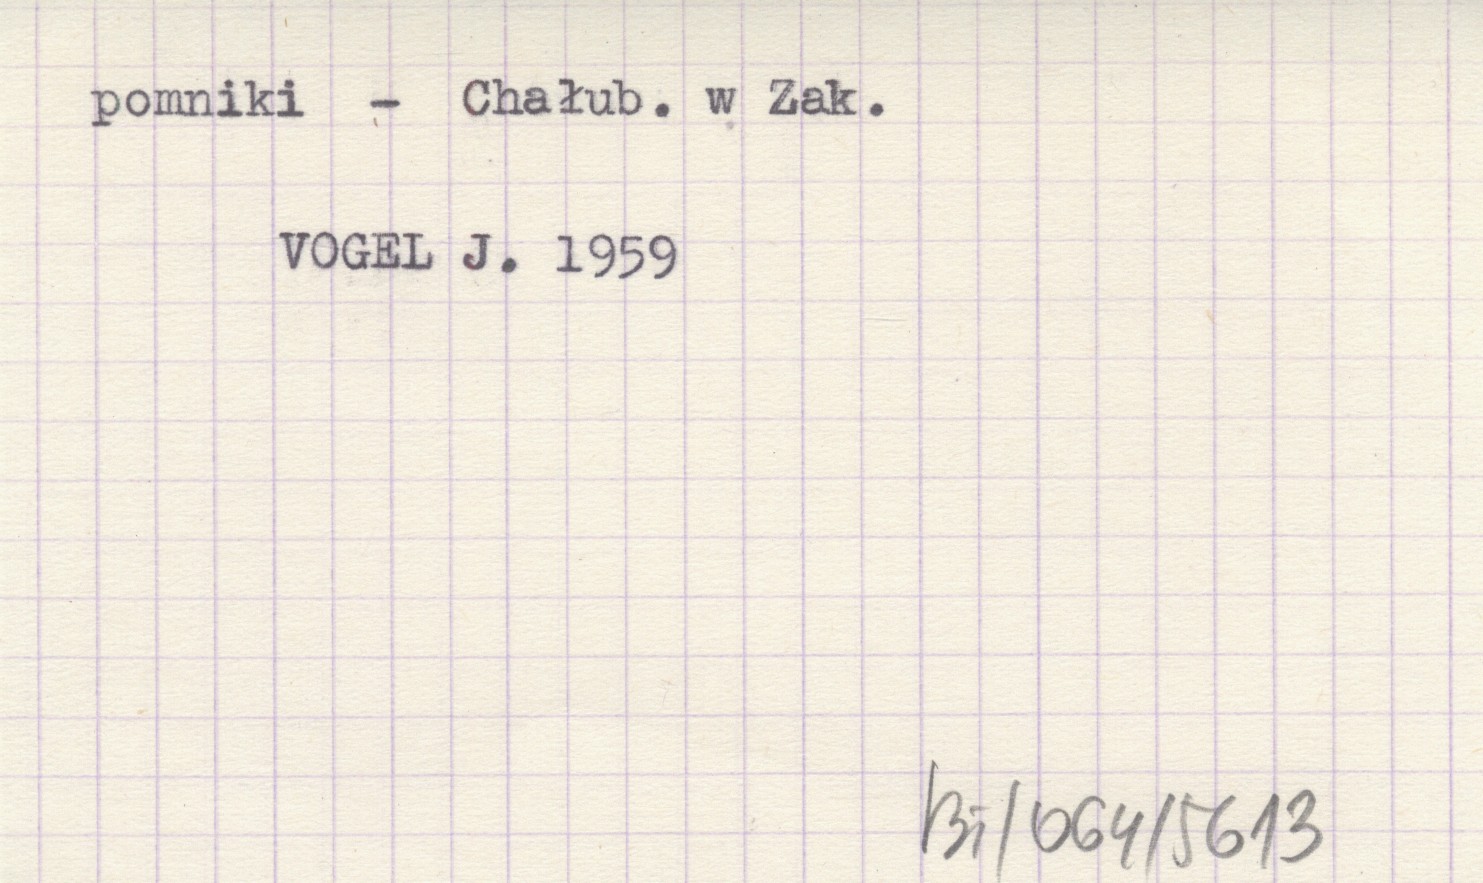 pomniki - Chałub. w Zak.
VOGEL J. 1959
Bi/064/5613